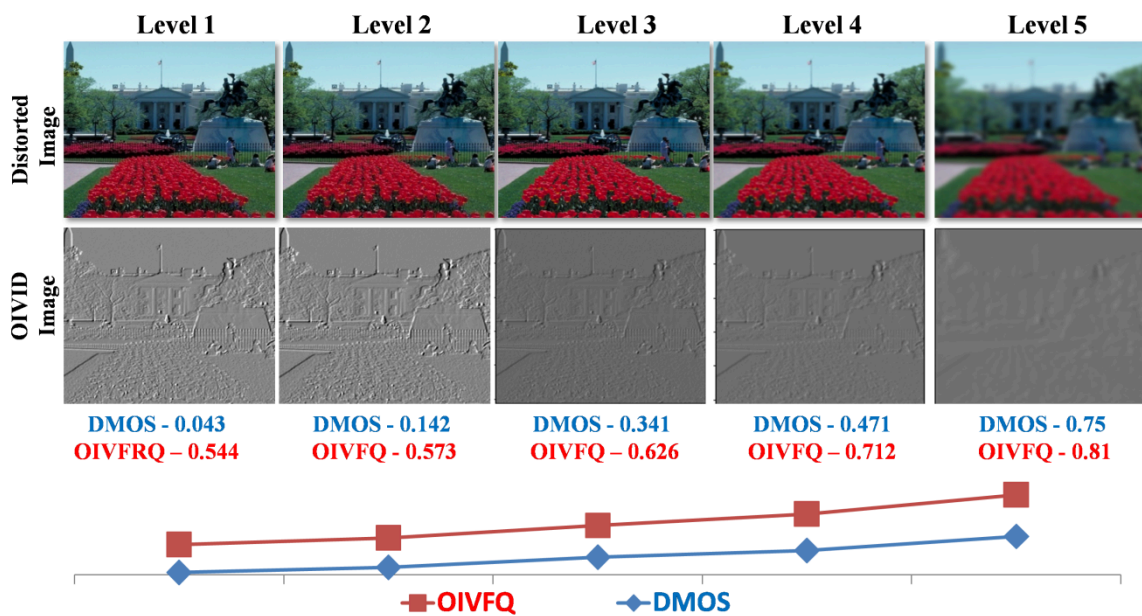 Level 1 Level 2 Level 3 Level 4 Level 5
Distorted
Image
OIVID
Image
DMOS - 0.043 DMOS - 0.142 DMOS - 0.341 DMOS - 0.471 DMOS - 0.75
OIVFRQ – 0.544 OIVFQ - 0.573 OIVFQ – 0.626 OIVFQ - 0.712 OIVFQ - 0.81
OIVFQ DMOS